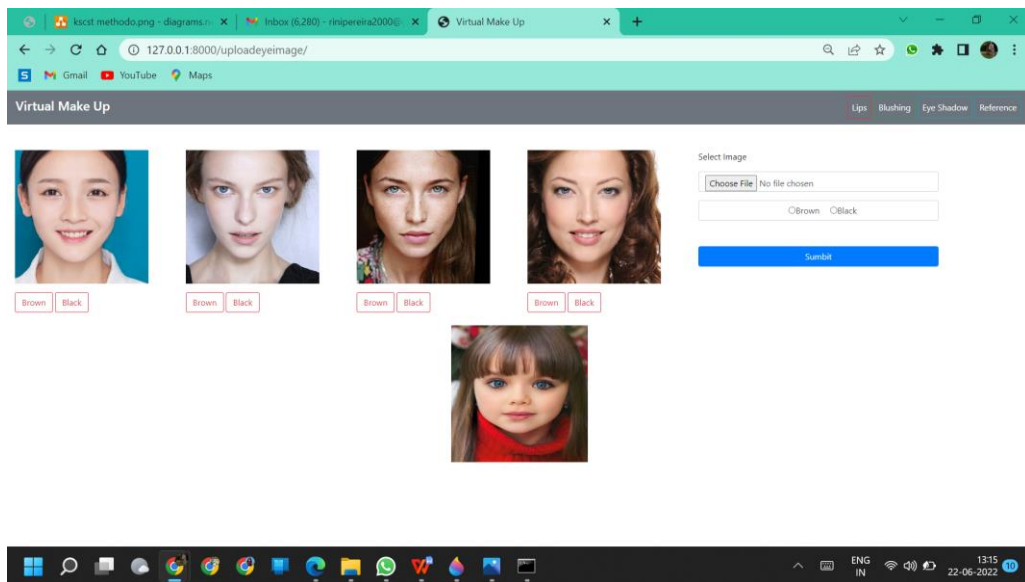 kscst methodo.png - diagrams.n
Inbox (6,280) - rinipereira2000@
Virtual Make Up
127.0.0.1:8000/uploadeyeimage/
Gmail YouTube Maps
Virtual Make Up
Lips Blushing Eye Shadow Reference
Select Image
Choose File No file chosen
Brown Black
Sumbit
Brown Black
Brown Black
Brown Black
Brown Black
ENG
IN
13:15
22-06-2022
10